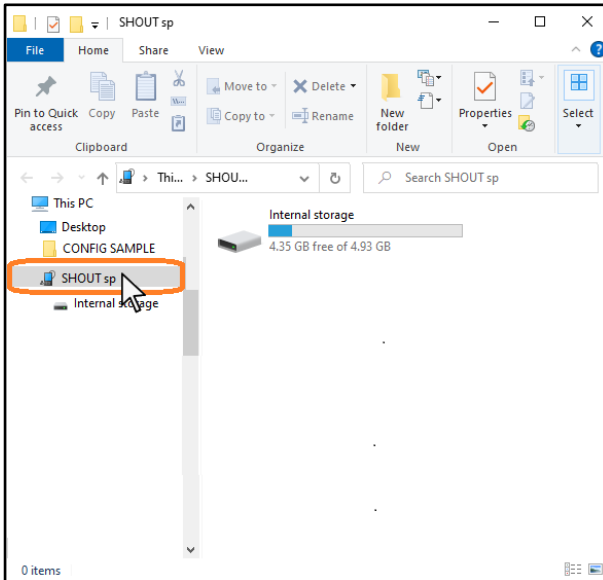 SHOUT sp
File Home Share View
Pin to Quick access
Copy
Paste
Move to
Copy to
Delete
Rename
New folder
Properties
Select
Clipboard Organize New Open
Thi... > SHOU...
Search SHOUT sp
This PC
Desktop
CONFIG SAMPLE
SHOUT sp
Internal storage
Internal storage
4.35 GB free of 4.93 GB
0 items